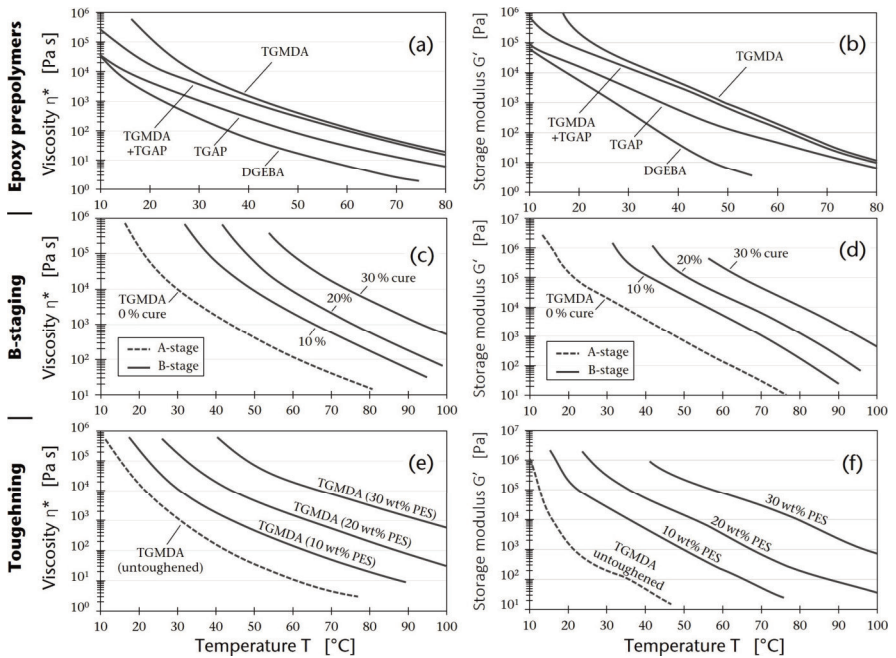 Epoxy prepolymers
Viscosity η* [Pa s]
10⁶
10⁵
10⁴
10³
10²
10¹
10⁰
(a)
TGMDA
TGMDA
+TGAP
TGAP
DGEBA
10 20 30 40 50 60 70 80
Storage modulus G′ [Pa]
10⁶
10⁵
10⁴
10³
10²
10¹
10⁰
(b)
TGMDA
TGMDA
+TGAP
TGAP
DGEBA
10 20 30 40 50 60 70 80
B-staging
Viscosity η* [Pa s]
10⁶
10⁵
10⁴
10³
10²
10¹
(c)
30 % cure
20%
10 %
TGMDA
0 % cure
A-stage
B-stage
10 20 30 40 50 60 70 80 90 100
Storage modulus G′ [Pa]
10⁷
10⁶
10⁵
10⁴
10³
10²
10¹
(d)
20%
30 % cure
10 %
TGMDA
0 % cure
A-stage
B-stage
10 20 30 40 50 60 70 80 90 100
Tougehning
Viscosity η* [Pa s]
10⁶
10⁵
10⁴
10³
10²
10¹
10⁰
(e)
TGMDA (30 wt% PES)
TGMDA (20 wt% PES)
TGMDA (10 wt% PES)
TGMDA
(untoughened)
10 20 30 40 50 60 70 80 90 100
Temperature T [°C]
Storage modulus G′ [Pa]
10⁷
10⁶
10⁵
10⁴
10³
10²
10¹
(f)
30 wt% PES
20 wt% PES
10 wt% PES
TGMDA
untoughened
10 20 30 40 50 60 70 80 90 100
Temperature T [°C]